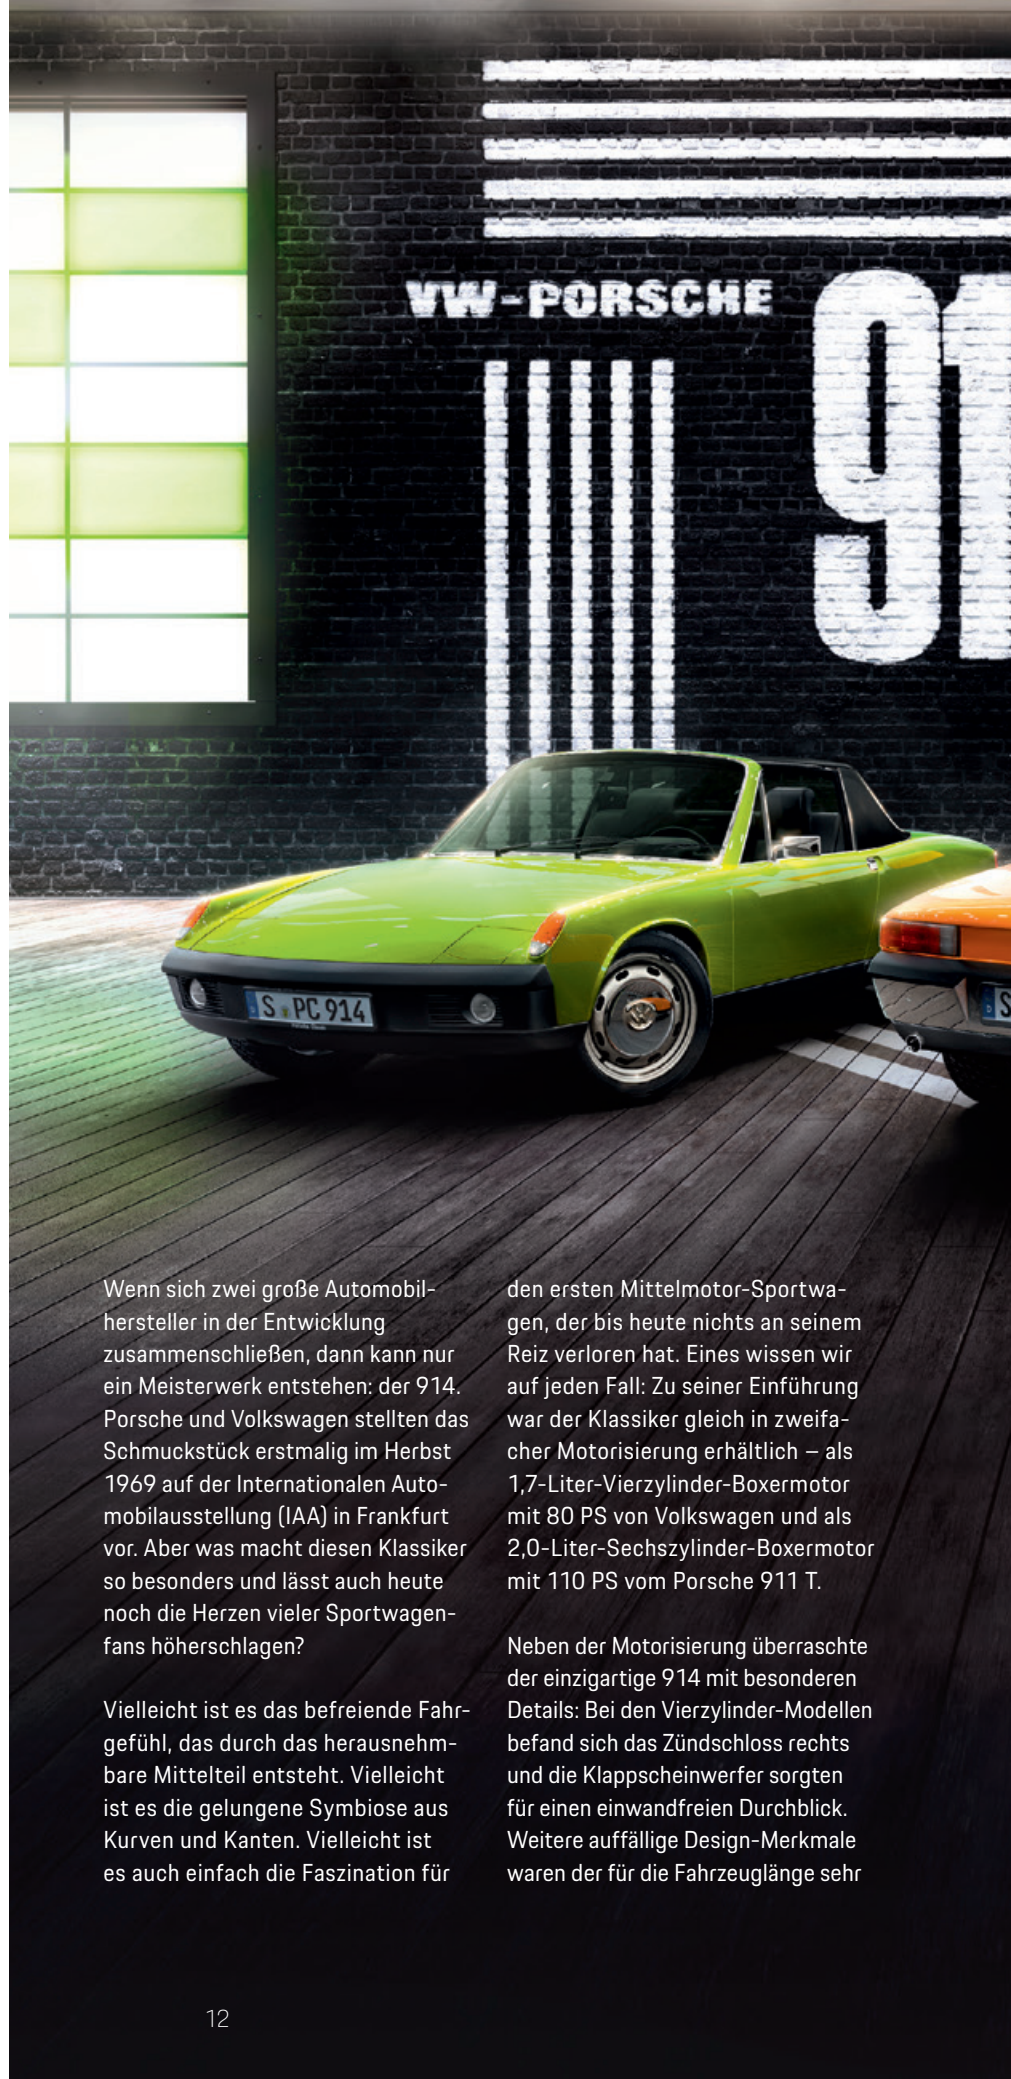 VW-PORSCHE
91
S PC 914
S
Wenn sich zwei große Automobil-
hersteller in der Entwicklung
zusammenschließen, dann kann nur
ein Meisterwerk entstehen: der 914.
Porsche und Volkswagen stellten das
Schmuckstück erstmalig im Herbst
1969 auf der Internationalen Auto-
mobilausstellung (IAA) in Frankfurt
vor. Aber was macht diesen Klassiker
so besonders und lässt auch heute
noch die Herzen vieler Sportwagen-
fans höherschlagen?
Vielleicht ist es das befreiende Fahr-
gefühl, das durch das herausnehm-
bare Mittelteil entsteht. Vielleicht
ist es die gelungene Symbiose aus
Kurven und Kanten. Vielleicht ist
es auch einfach die Faszination für
den ersten Mittelmotor-Sportwa-
gen, der bis heute nichts an seinem
Reiz verloren hat. Eines wissen wir
auf jeden Fall: Zu seiner Einführung
war der Klassiker gleich in zweifa-
cher Motorisierung erhältlich – als
1,7-Liter-Vierzylinder-Boxermotor
mit 80 PS von Volkswagen und als
2,0-Liter-Sechszylinder-Boxermotor
mit 110 PS vom Porsche 911 T.
Neben der Motorisierung überraschte
der einzigartige 914 mit besonderen
Details: Bei den Vierzylinder-Modellen
befand sich das Zündschloss rechts
und die Klappscheinwerfer sorgten
für einen einwandfreien Durchblick.
Weitere auffällige Design-Merkmale
waren der für die Fahrzeuglänge sehr
12